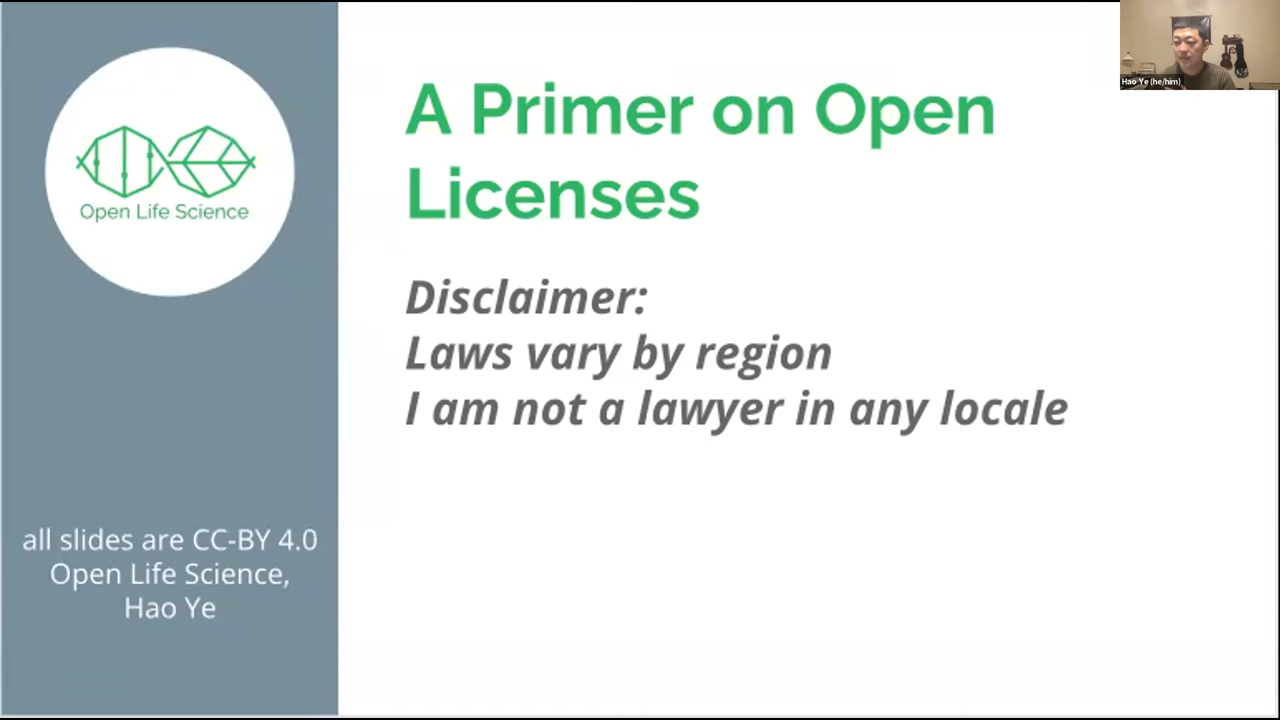 Open Life Science
all slides are CC-BY 4.0
Open Life Science,
Hao Ye
A Primer on Open
Licenses
Disclaimer:
Laws vary by region
I am not a lawyer in any locale
Hao Ye (he/him)